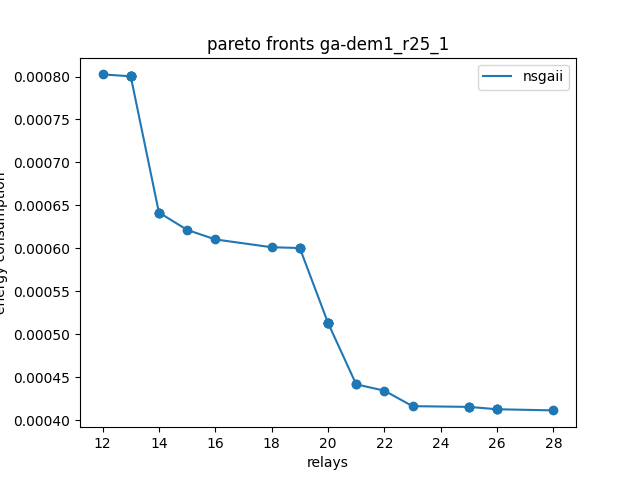 pareto fronts ga-dem1_r25_1
nsgaii
0.00080
0.00075
0.00070
0.00065
0.00060
0.00055
0.00050
0.00045
0.00040
energy consumption
12 14 16 18 20 22 24 26 28
relays